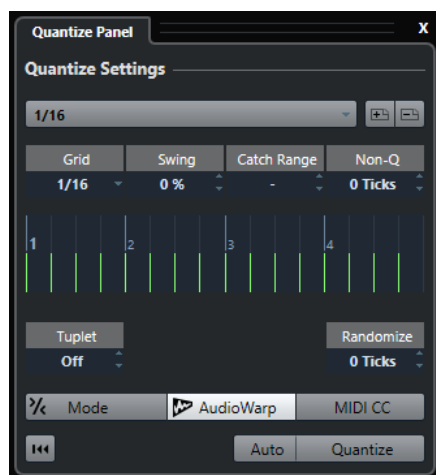 Quantize Panel X
Quantize Settings
1/16
Grid Swing Catch Range Non-Q
1/16 0 % - 0 Ticks
1 2 3 4
Tuplet Randomize
Off 0 Ticks
Mode AudioWarp MIDI CC
Auto Quantize